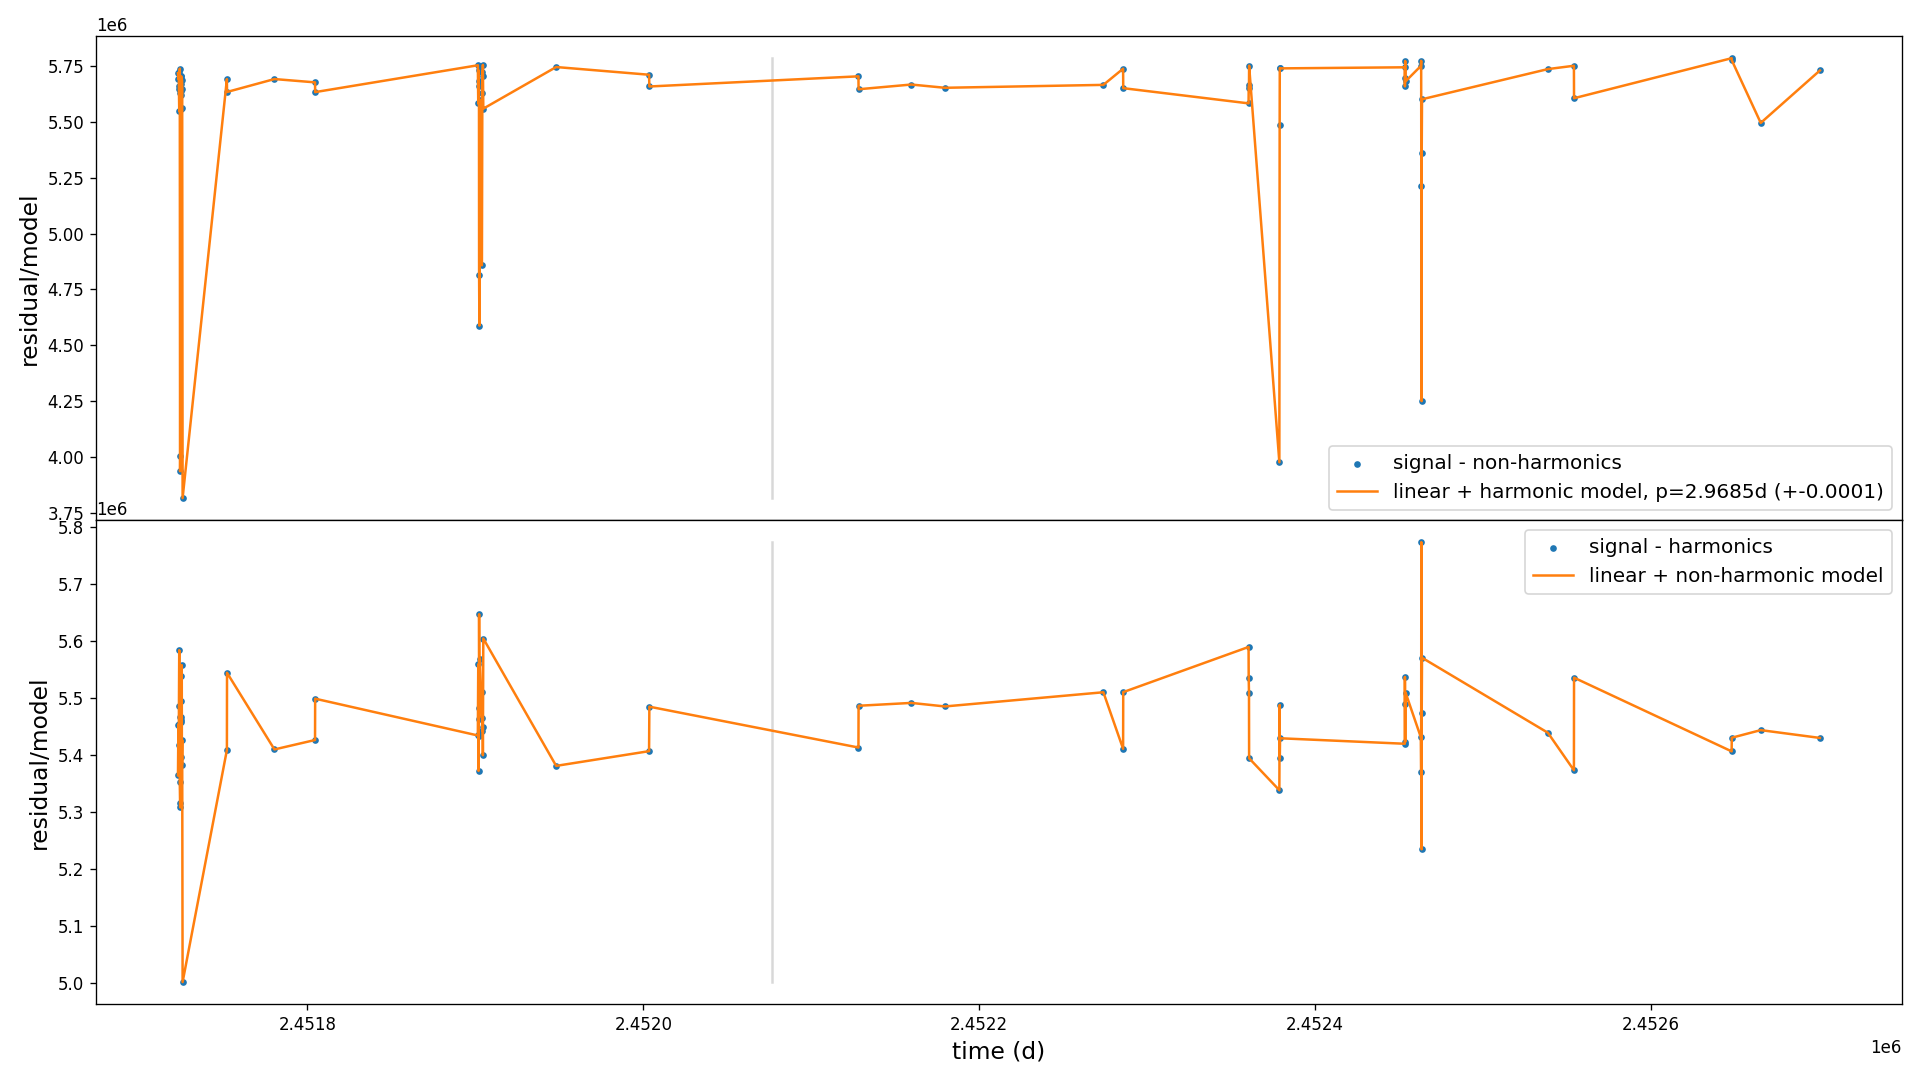 1e6
5.75
5.50
5.25
5.00
4.75
4.50
4.25
4.00
3.75
residual/model
signal - non-harmonics
linear + harmonic model, p=2.9685d (+-0.0001)
1e6
5.8
5.7
5.6
5.5
5.4
5.3
5.2
5.1
5.0
residual/model
signal - harmonics
linear + non-harmonic model
2.4518
2.4520
2.4522
2.4524
2.4526
1e6
time (d)